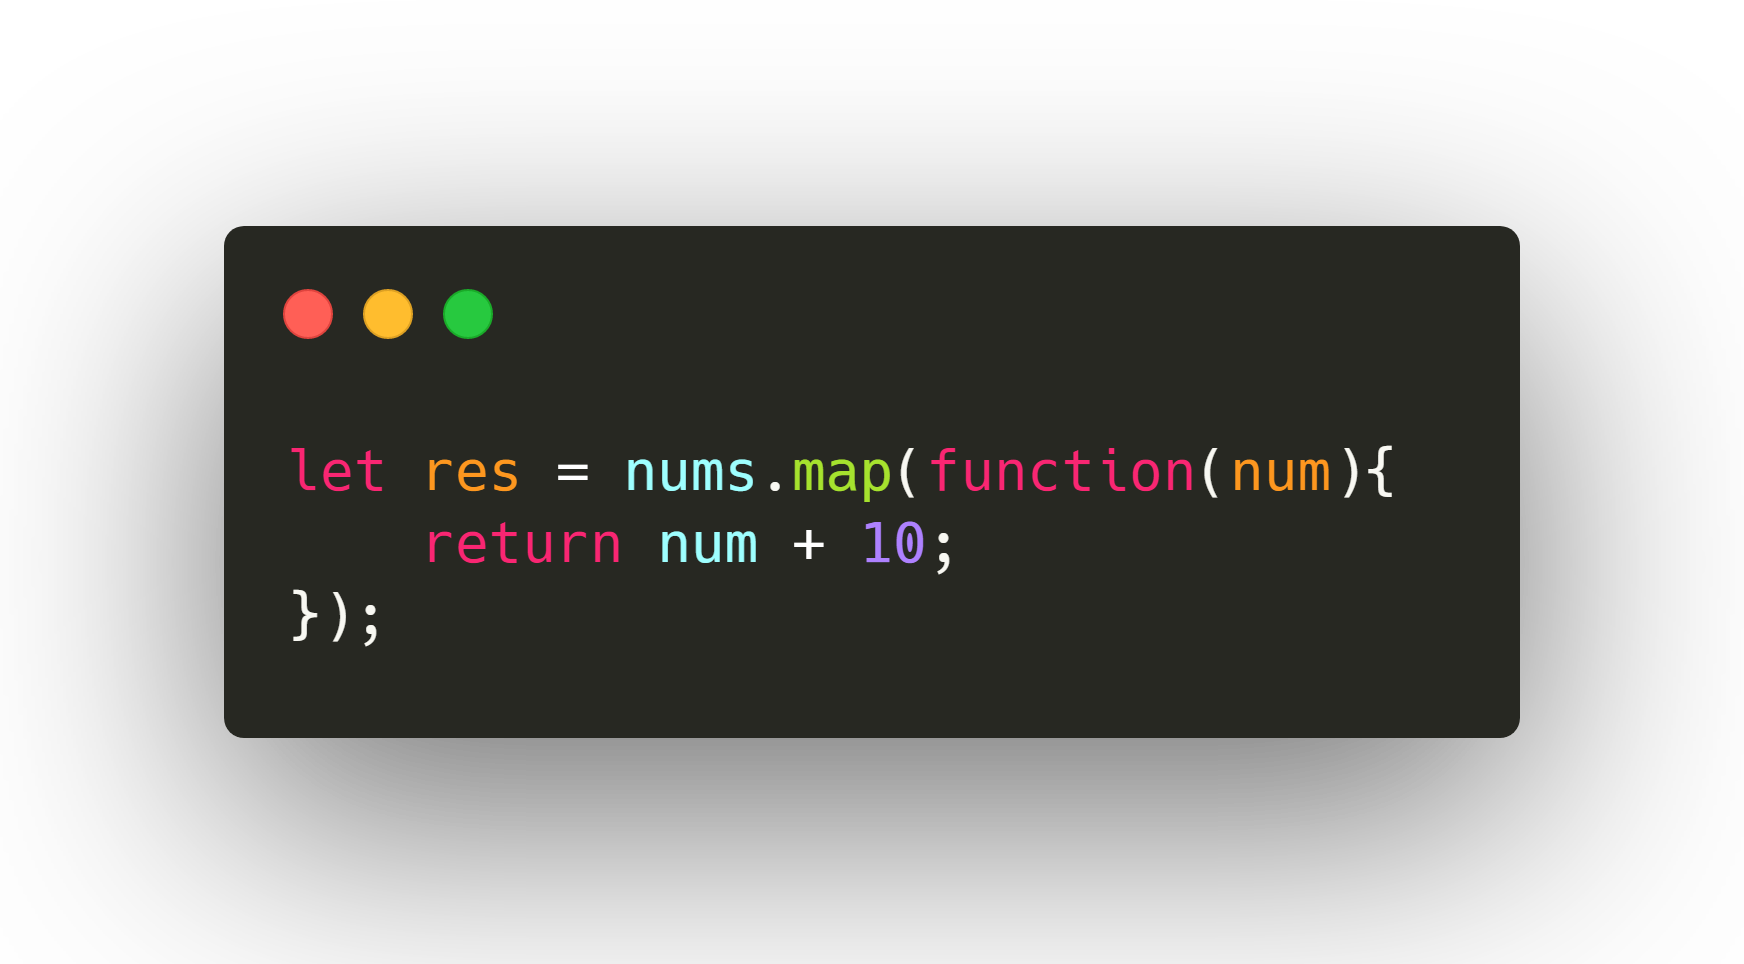 let res = nums.map(function(num){
    return num + 10;
});